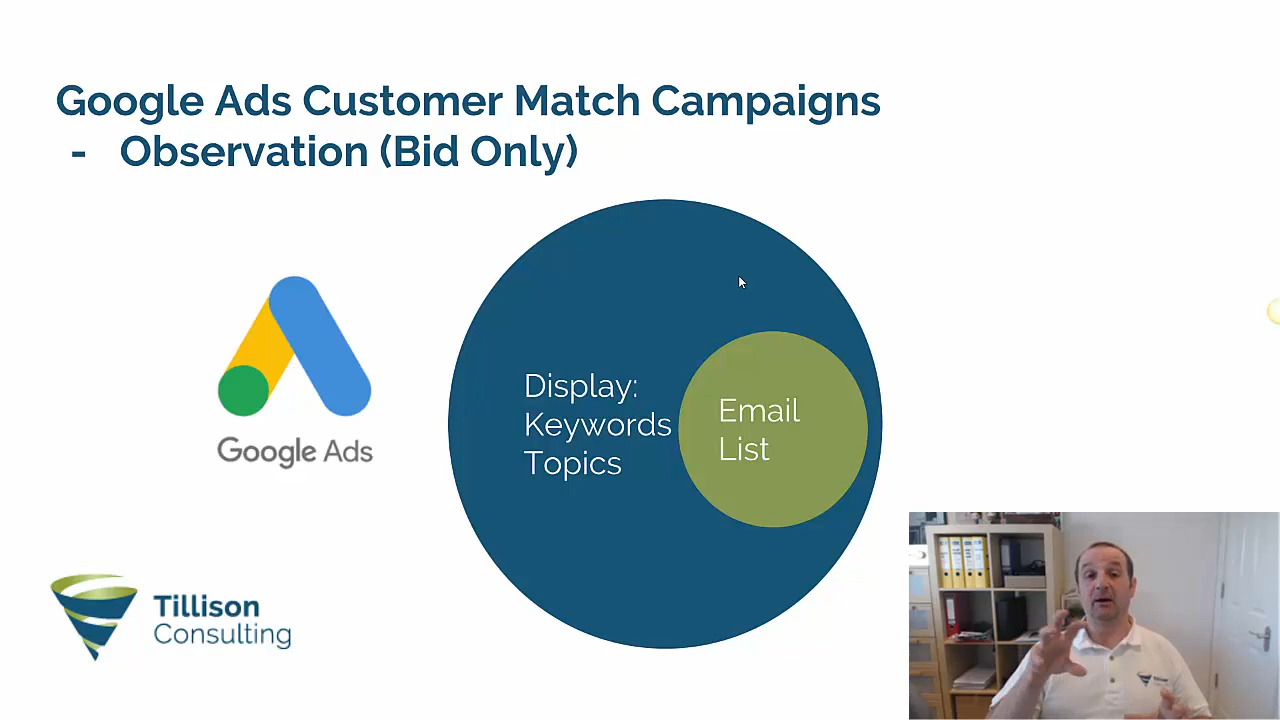 Google Ads Customer Match Campaigns
- Observation (Bid Only)
Display:
Keywords
Topics
Email
List
Google Ads
Tillison
Consulting